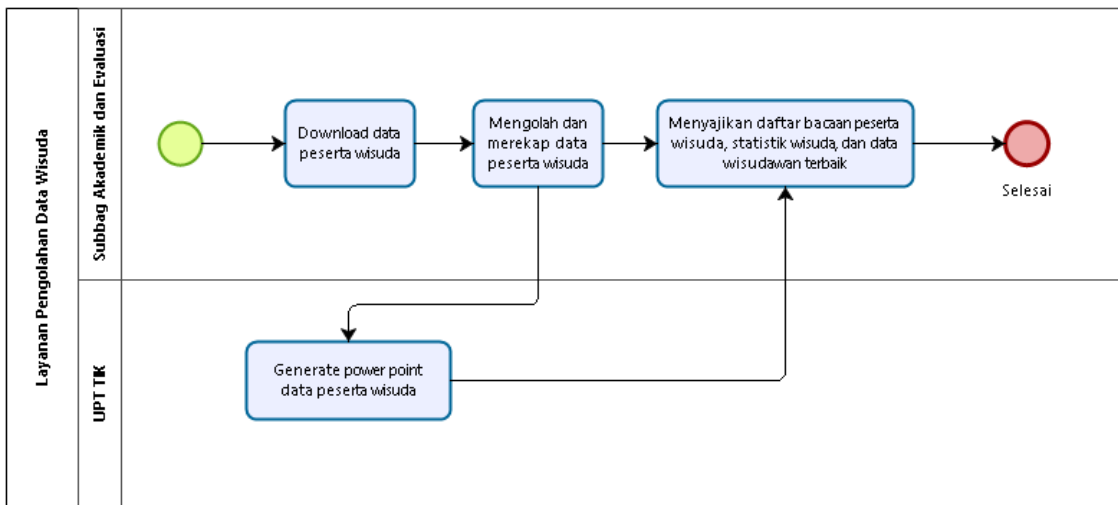 Layanan Pengolahan Data Wisuda
Subbag Akademik dan Evaluasi
Download data
peserta wisuda
Mengolah dan
merekap data
peserta wisuda
Menyajikan daftar bacaan peserta
wisuda, statistik wisuda, dan data
wisudawan terbaik
Selesai
UPT TIK
Generate power point
data peserta wisuda